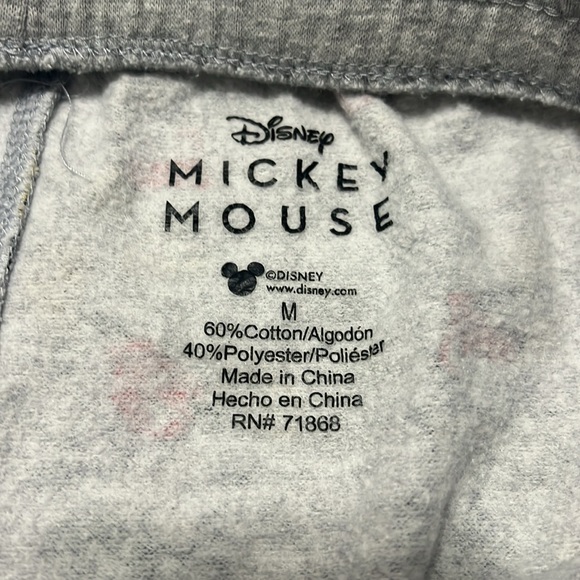 Disney
MICKEY
MOUSE
©DISNEY
www.disney.com
M
60%Cotton/Algodón
40%Polyester/Poliéster
Made in China
Hecho en China
RN# 71868